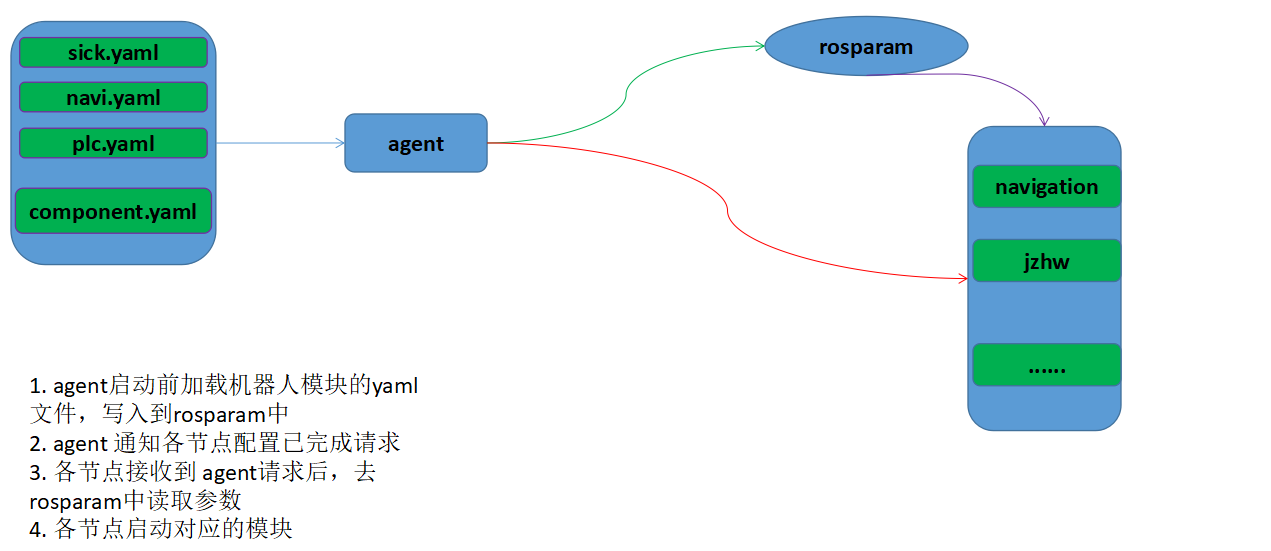 sick.yaml
navi.yaml
plc.yaml
component.yaml
agent
rosparam
navigation
jzhw
......
1. agent启动前加载机器人模块的yaml
文件，写入到rosparam中
2. agent 通知各节点配置已完成请求
3. 各节点接收到 agent请求后，去
rosparam中读取参数
4. 各节点启动对应的模块